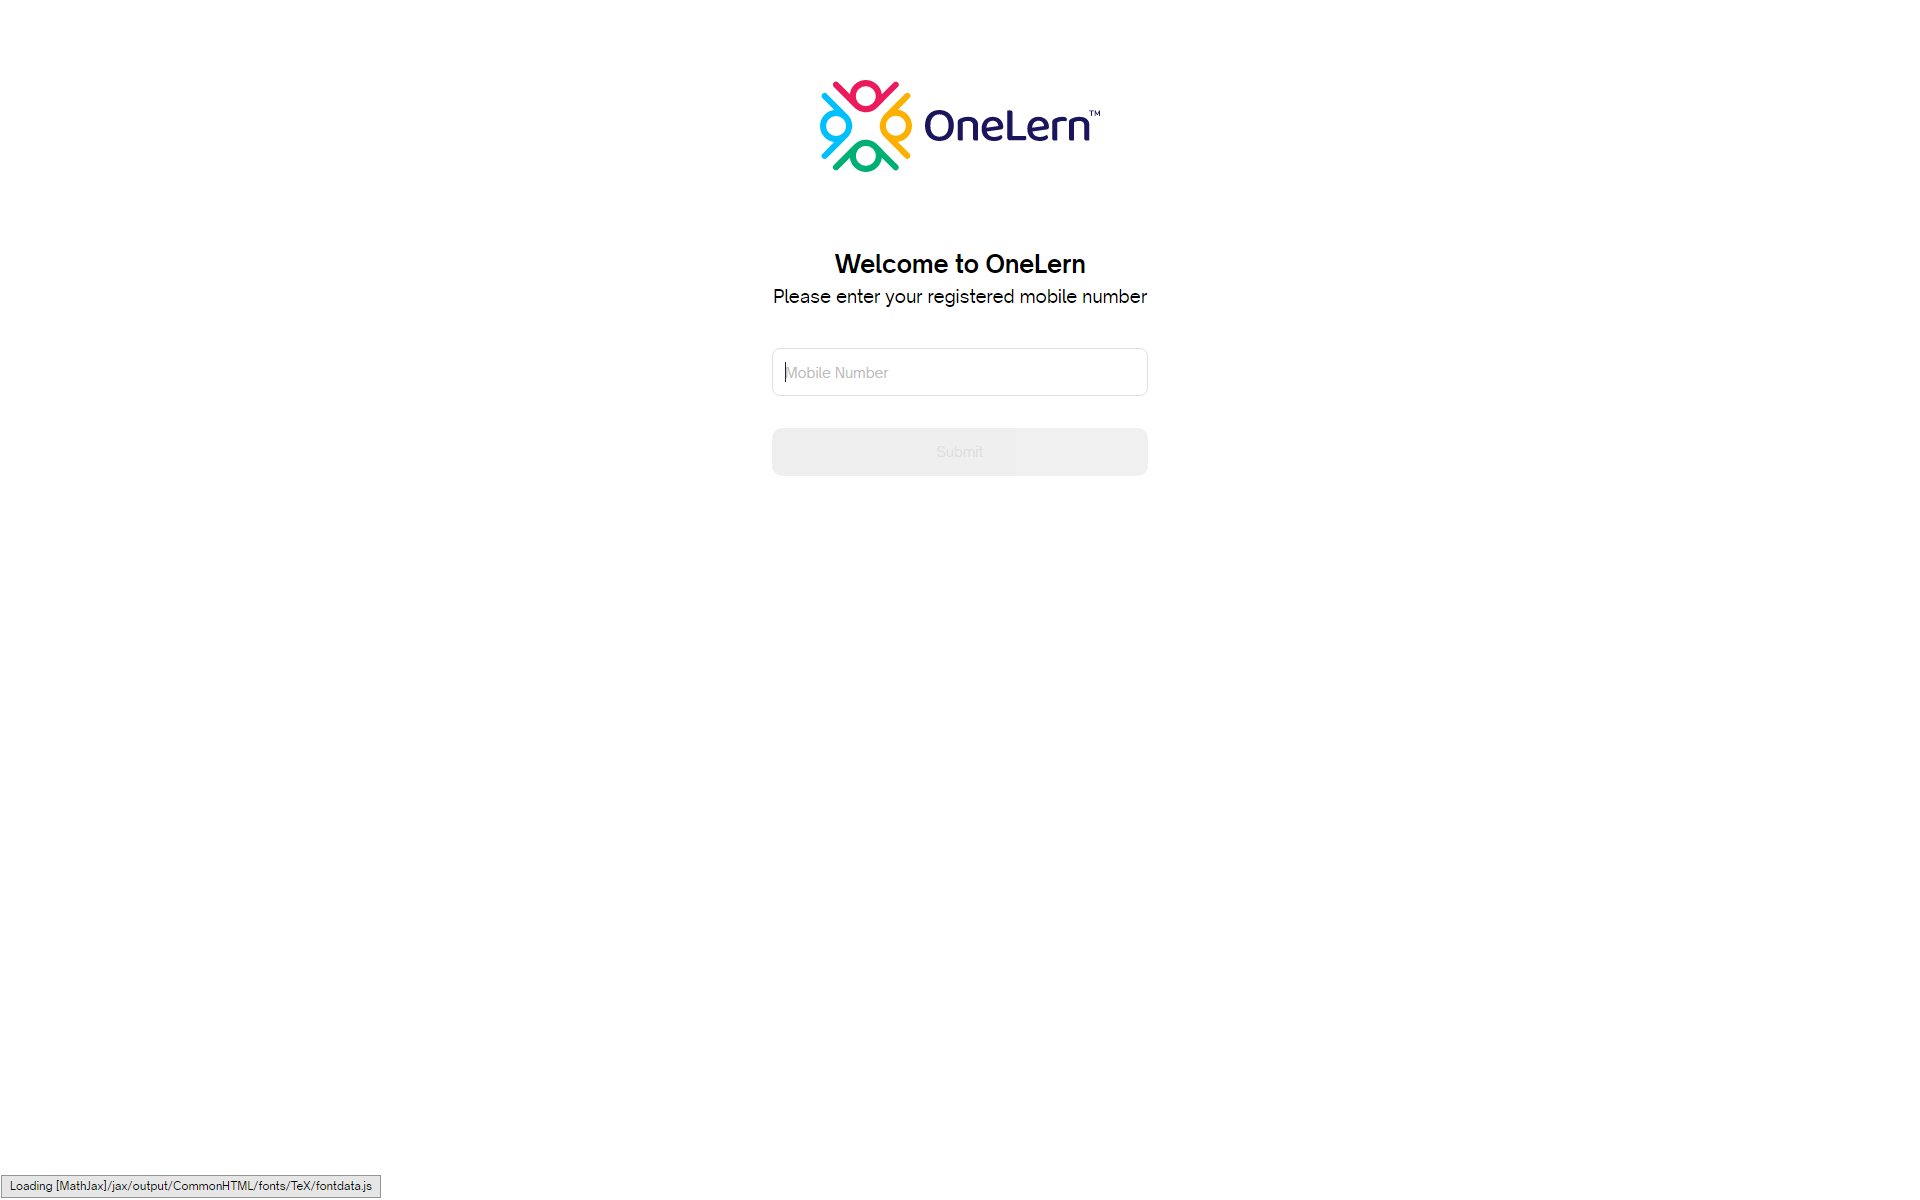 OneLern™
Welcome to OneLern
Please enter your registered mobile number
Mobile Number
Submit
Loading [MathJax]/jax/output/CommonHTML/fonts/TeX/fontdata.js